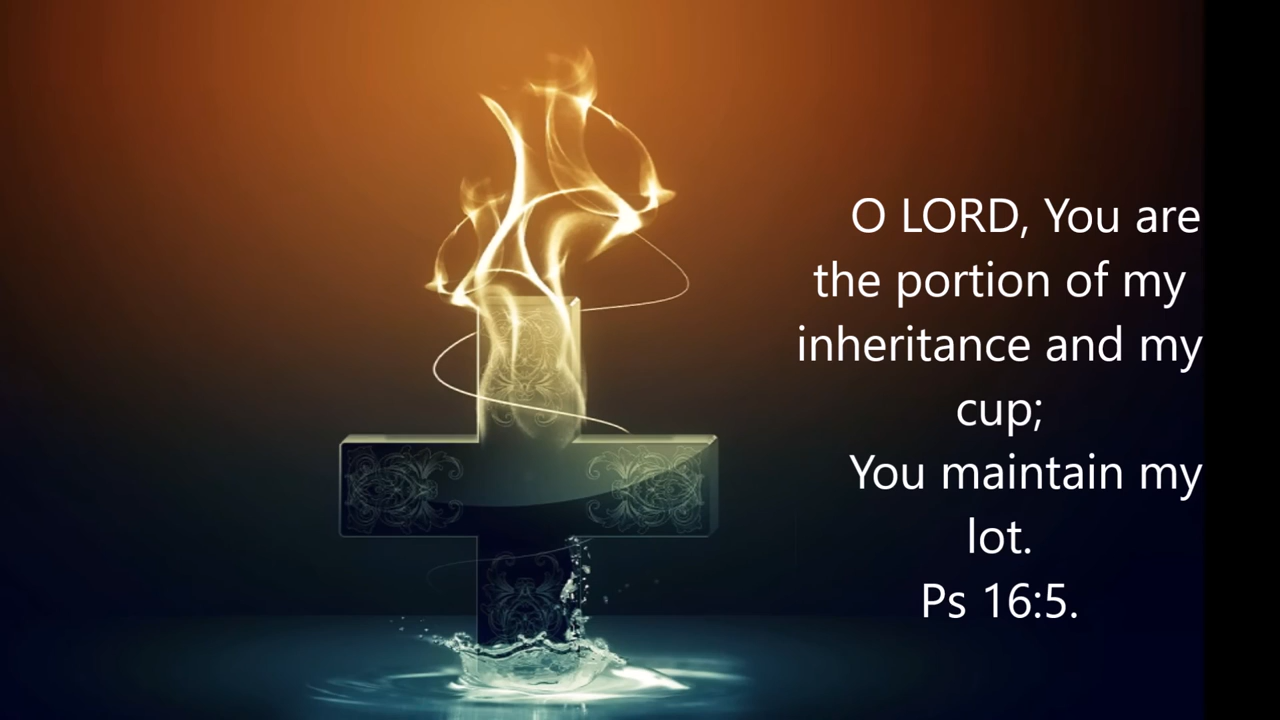 O LORD, You are
the portion of my
inheritance and my
cup;
You maintain my
lot.
Ps 16:5.